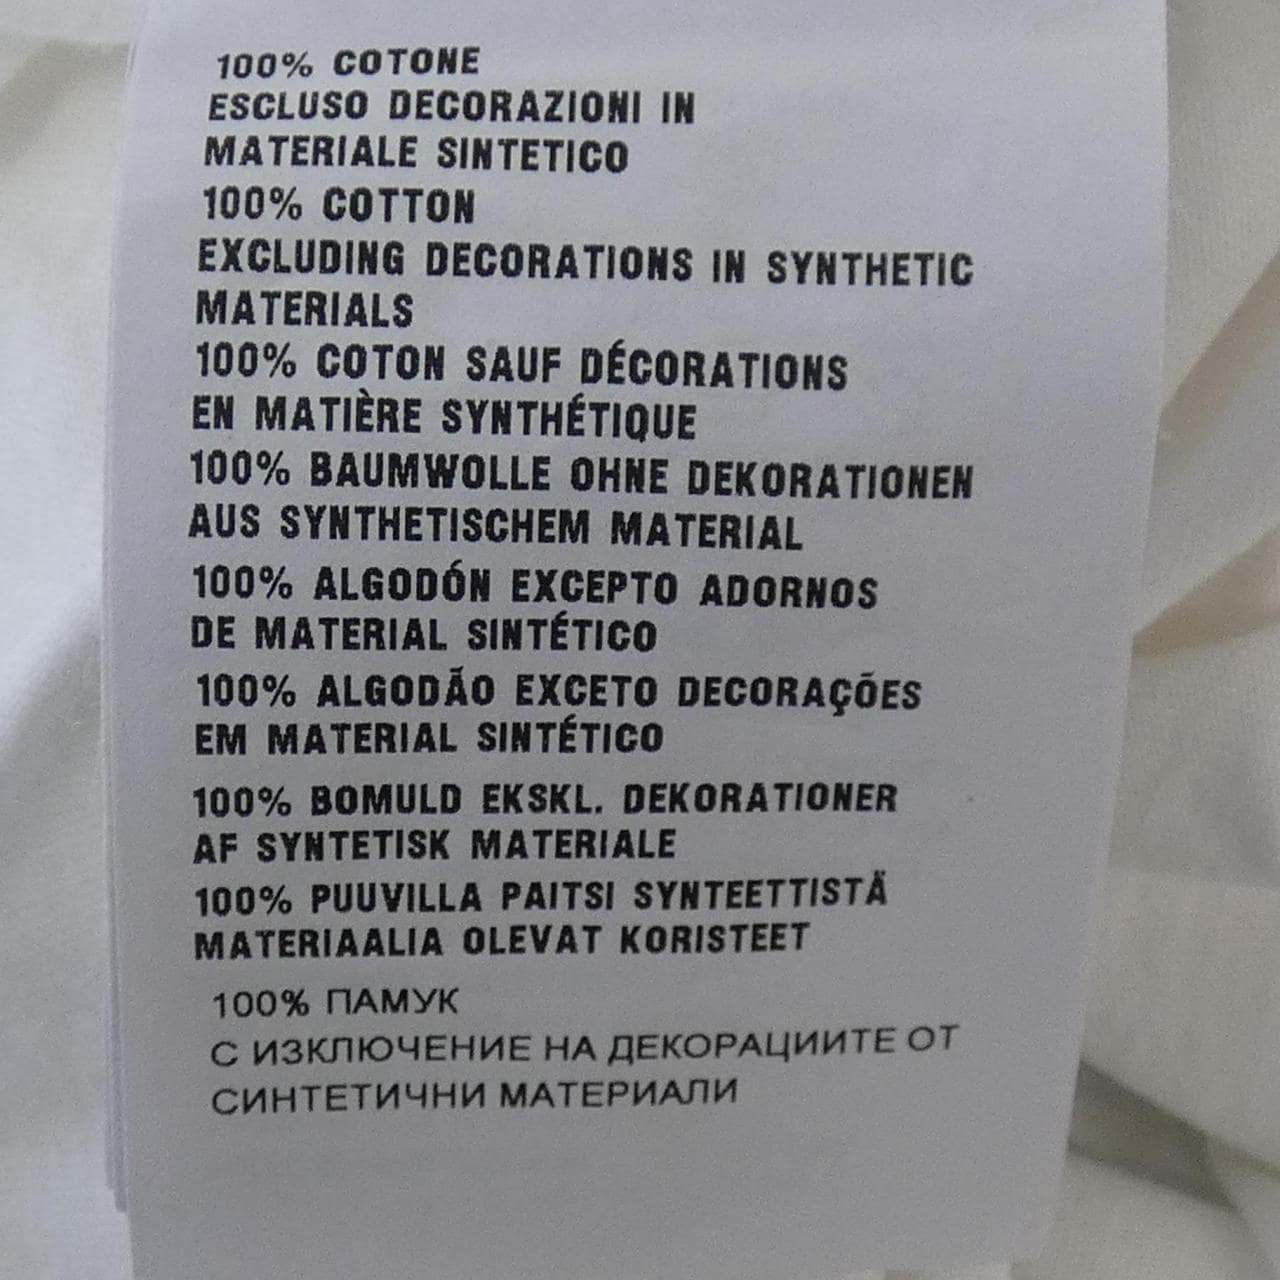 100% COTONE
ESCLUSO DECORAZIONI IN
MATERIALE SINTETICO
100% COTTON
EXCLUDING DECORATIONS IN SYNTHETIC
MATERIALS
100% COTON SAUF DÉCORATIONS
EN MATIÈRE SYNTHÉTIQUE
100% BAUMWOLLE OHNE DEKORATIONEN
AUS SYNTHETISCHEM MATERIAL
100% ALGODÓN EXCEPTO ADORNOS
DE MATERIAL SINTÉTICO
100% ALGODÃO EXCETO DECORAÇÕES
EM MATERIAL SINTÉTICO
100% BOMULD EKSKL. DEKORATIONER
AF SYNTETISK MATERIALE
100% PUUVILLA PAITSI SYNTEETTISTÄ
MATERIAALIA OLEVAT KORISTEET
100% ПАМУК
С ИЗКЛЮЧЕНИЕ НА ДЕКОРАЦИИТЕ ОТ
СИНТЕТИЧНИ МАТЕРИАЛИ